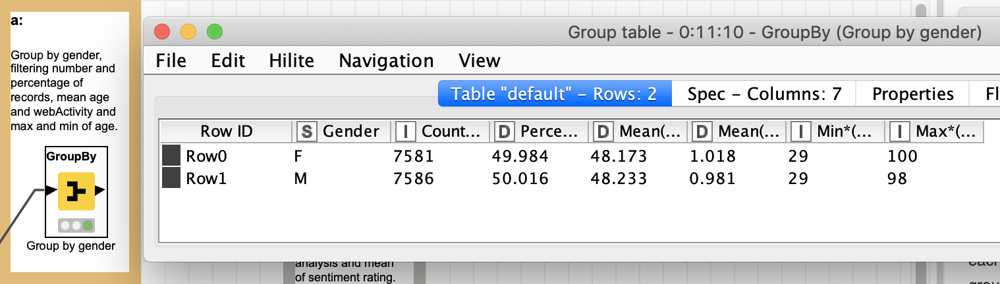 a:
Group by gender,
filtering number and
percentage of
records, mean age
and webActivity and
max and min of age.
GroupBy
Group by gender
Group table - 0:11:10 - GroupBy (Group by gender)
File Edit Hilite Navigation View
Table "default" - Rows: 2 Spec - Columns: 7 Properties Fl
Row ID S Gender I Count... D Perce... D Mean(... D Mean(... I Min*(... I Max*(...
Row0 F 7581 49.984 48.173 1.018 29 100
Row1 M 7586 50.016 48.233 0.981 29 98
analysis and mean
of sentiment rating.